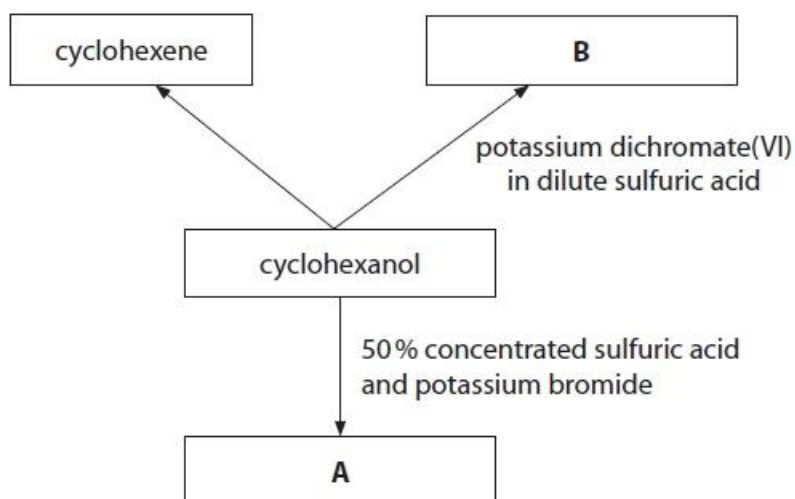 cyclohexene
B
potassium dichromate(VI)
in dilute sulfuric acid
cyclohexanol
50% concentrated sulfuric acid
and potassium bromide
A